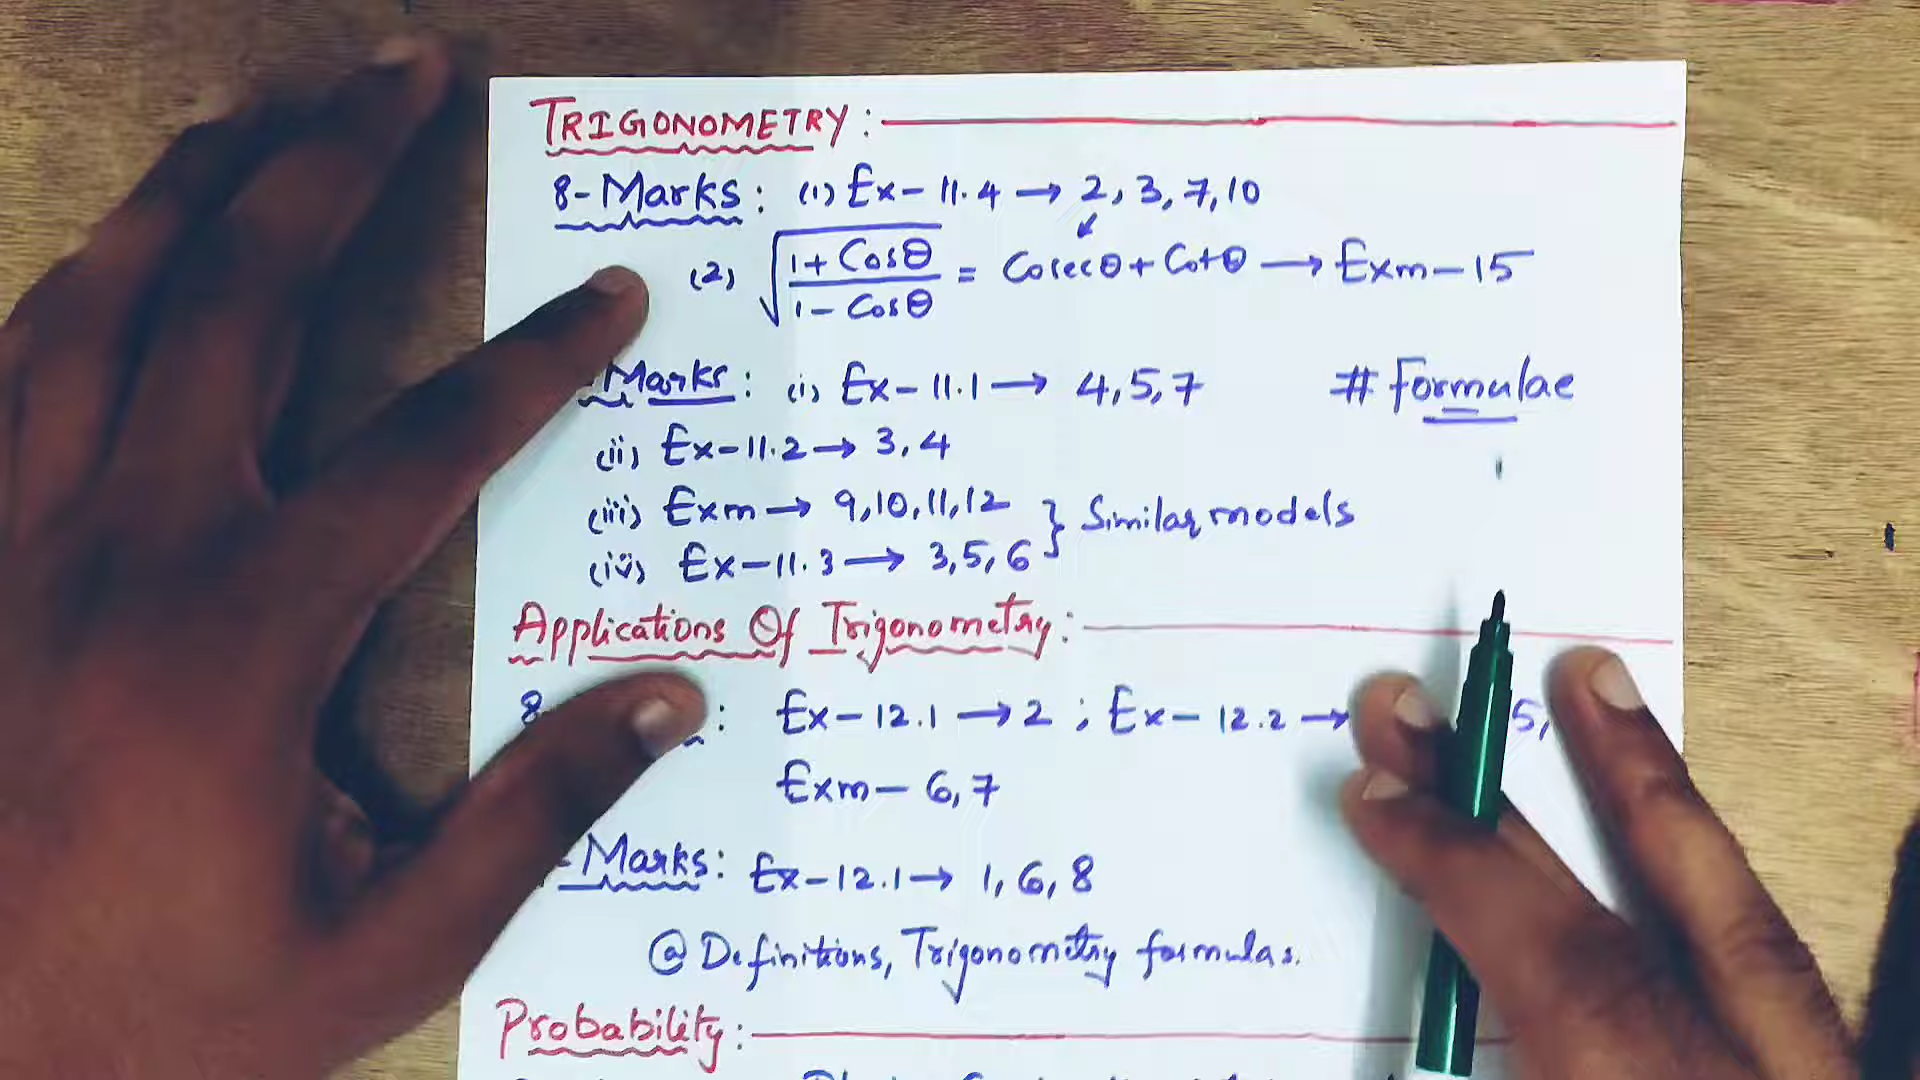 TRIGONOMETRY:
8-Marks: (1) Ex-11.4 → 2, 3, 7, 10
(2) √(1+Cosθ / 1-Cosθ) = Cosecθ + Cotθ → Exm-15
Marks: (i) Ex-11.1 → 4, 5, 7 # Formulae
(ii) Ex-11.2 → 3, 4
(iii) Exm → 9, 10, 11, 12 } Similar models
(iv) Ex-11.3 → 3, 5, 6
Applications Of Trigonometry:
8 : Ex-12.1 → 2 ; Ex-12.2 → 5,
Exm - 6, 7
-Marks: Ex-12.1 → 1, 6, 8
@ Definitions, Trigonometry formulas.
Probability: